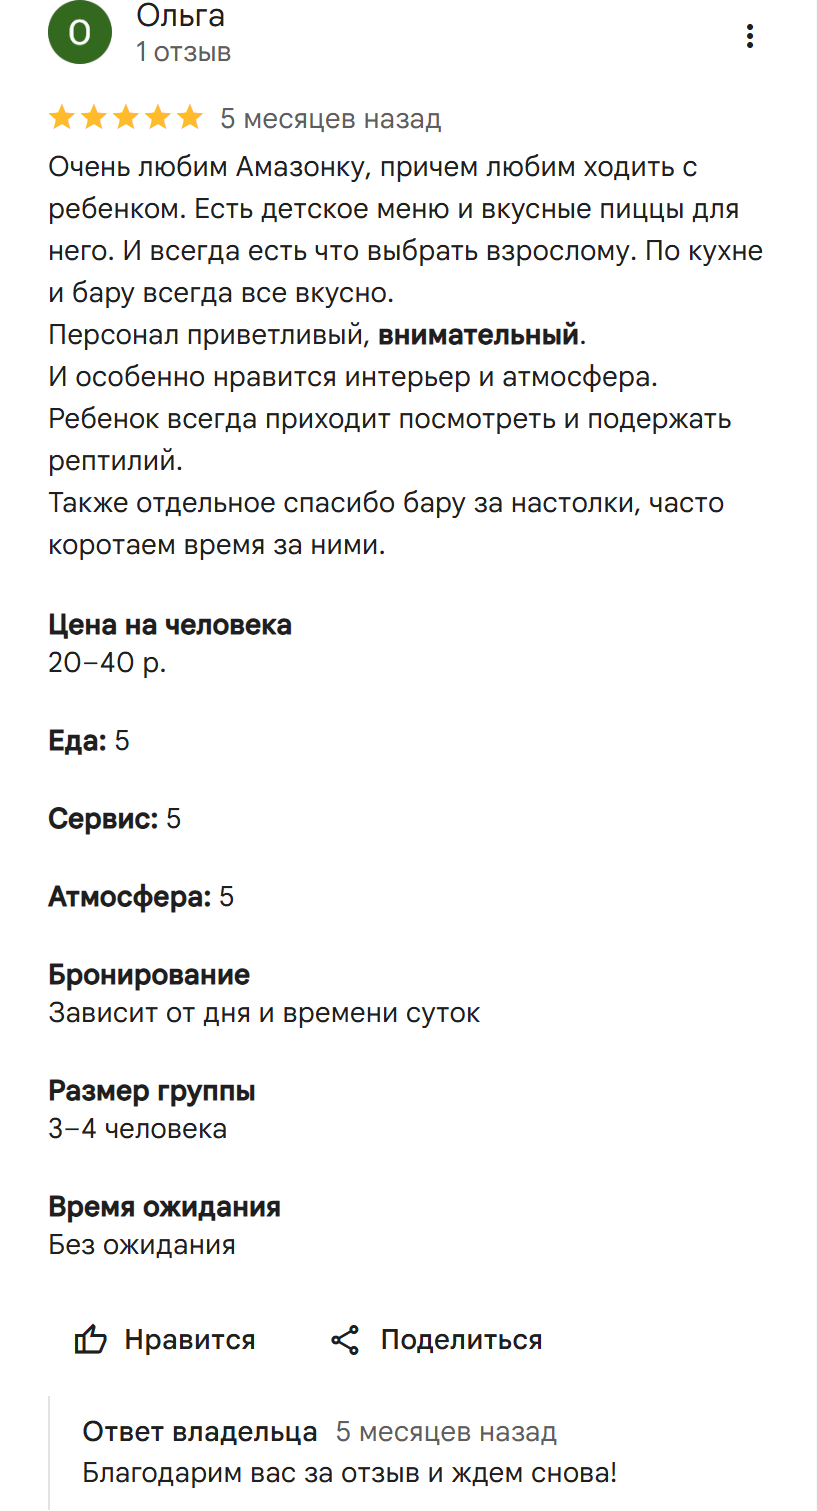 О
Ольга
1 отзыв
5 месяцев назад
Очень любим Амазонку, причем любим ходить с
ребенком. Есть детское меню и вкусные пиццы для
него. И всегда есть что выбрать взрослому. По кухне
и бару всегда все вкусно.
Персонал приветливый, внимательный.
И особенно нравится интерьер и атмосфера.
Ребенок всегда приходит посмотреть и подержать
рептилий.
Также отдельное спасибо бару за настолки, часто
коротаем время за ними.
Цена на человека
20–40 р.
Еда: 5
Сервис: 5
Атмосфера: 5
Бронирование
Зависит от дня и времени суток
Размер группы
3–4 человека
Время ожидания
Без ожидания
Нравится Поделиться
Ответ владельца 5 месяцев назад
Благодарим вас за отзыв и ждем снова!